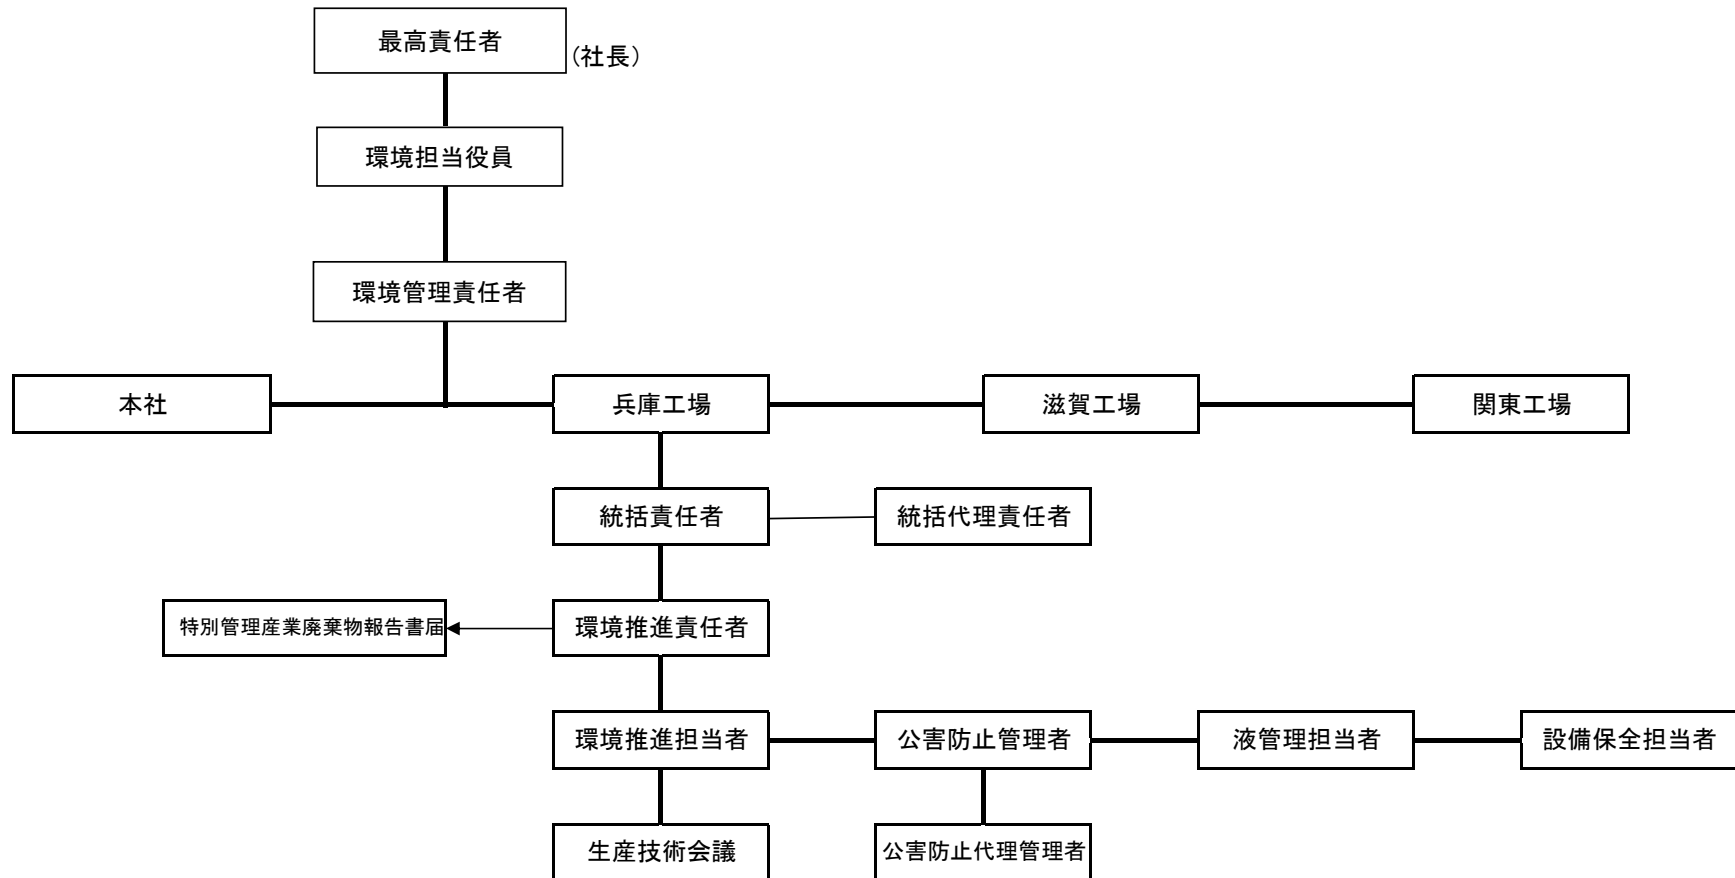 最高責任者
(社長)
環境担当役員
環境管理責任者
本社
兵庫工場
滋賀工場
関東工場
統括責任者
統括代理責任者
特別管理産業廃棄物報告書届
環境推進責任者
環境推進担当者
公害防止管理者
液管理担当者
設備保全担当者
生産技術会議
公害防止代理管理者